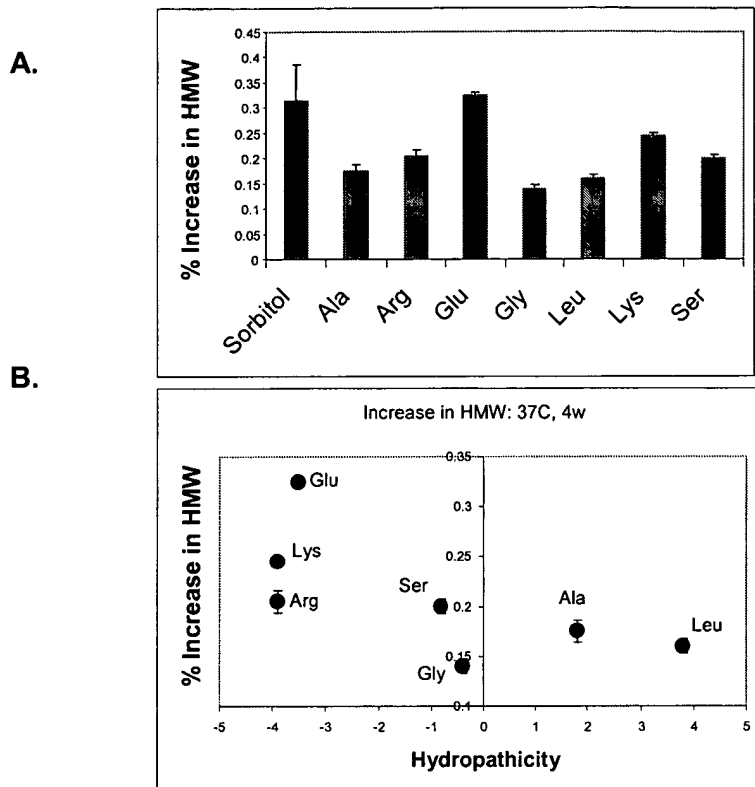 A.
% Increase in HMW
0.45
0.4
0.35
0.3
0.25
0.2
0.15
0.1
0.05
0
Sorbitol
Ala
Arg
Glu
Gly
Leu
Lys
Ser
B.
Increase in HMW: 37C, 4w
% Increase in HMW
0.35
0.25
0.2
0.15
0.1
Glu
Lys
Arg
Ser
Gly
Ala
Leu
-5 -4 -3 -2 -1 0 1 2 3 4 5
Hydropathicity